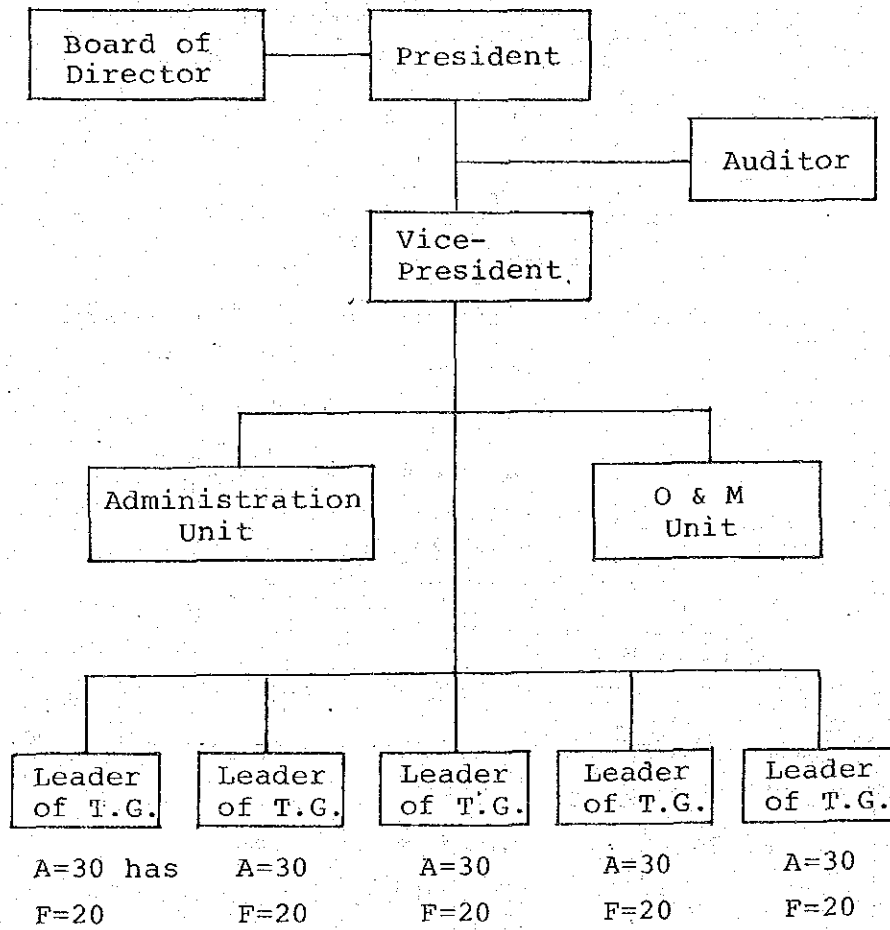 Board of
Director
President
Auditor
Vice-
President
Administration
Unit
O & M
Unit
Leader
of T.G.
Leader
of T.G.
Leader
of T.G.
Leader
of T.G.
Leader
of T.G.
A=30 has
A=30
A=30
A=30
A=30
F=20
F=20
F=20
F=20
F=20